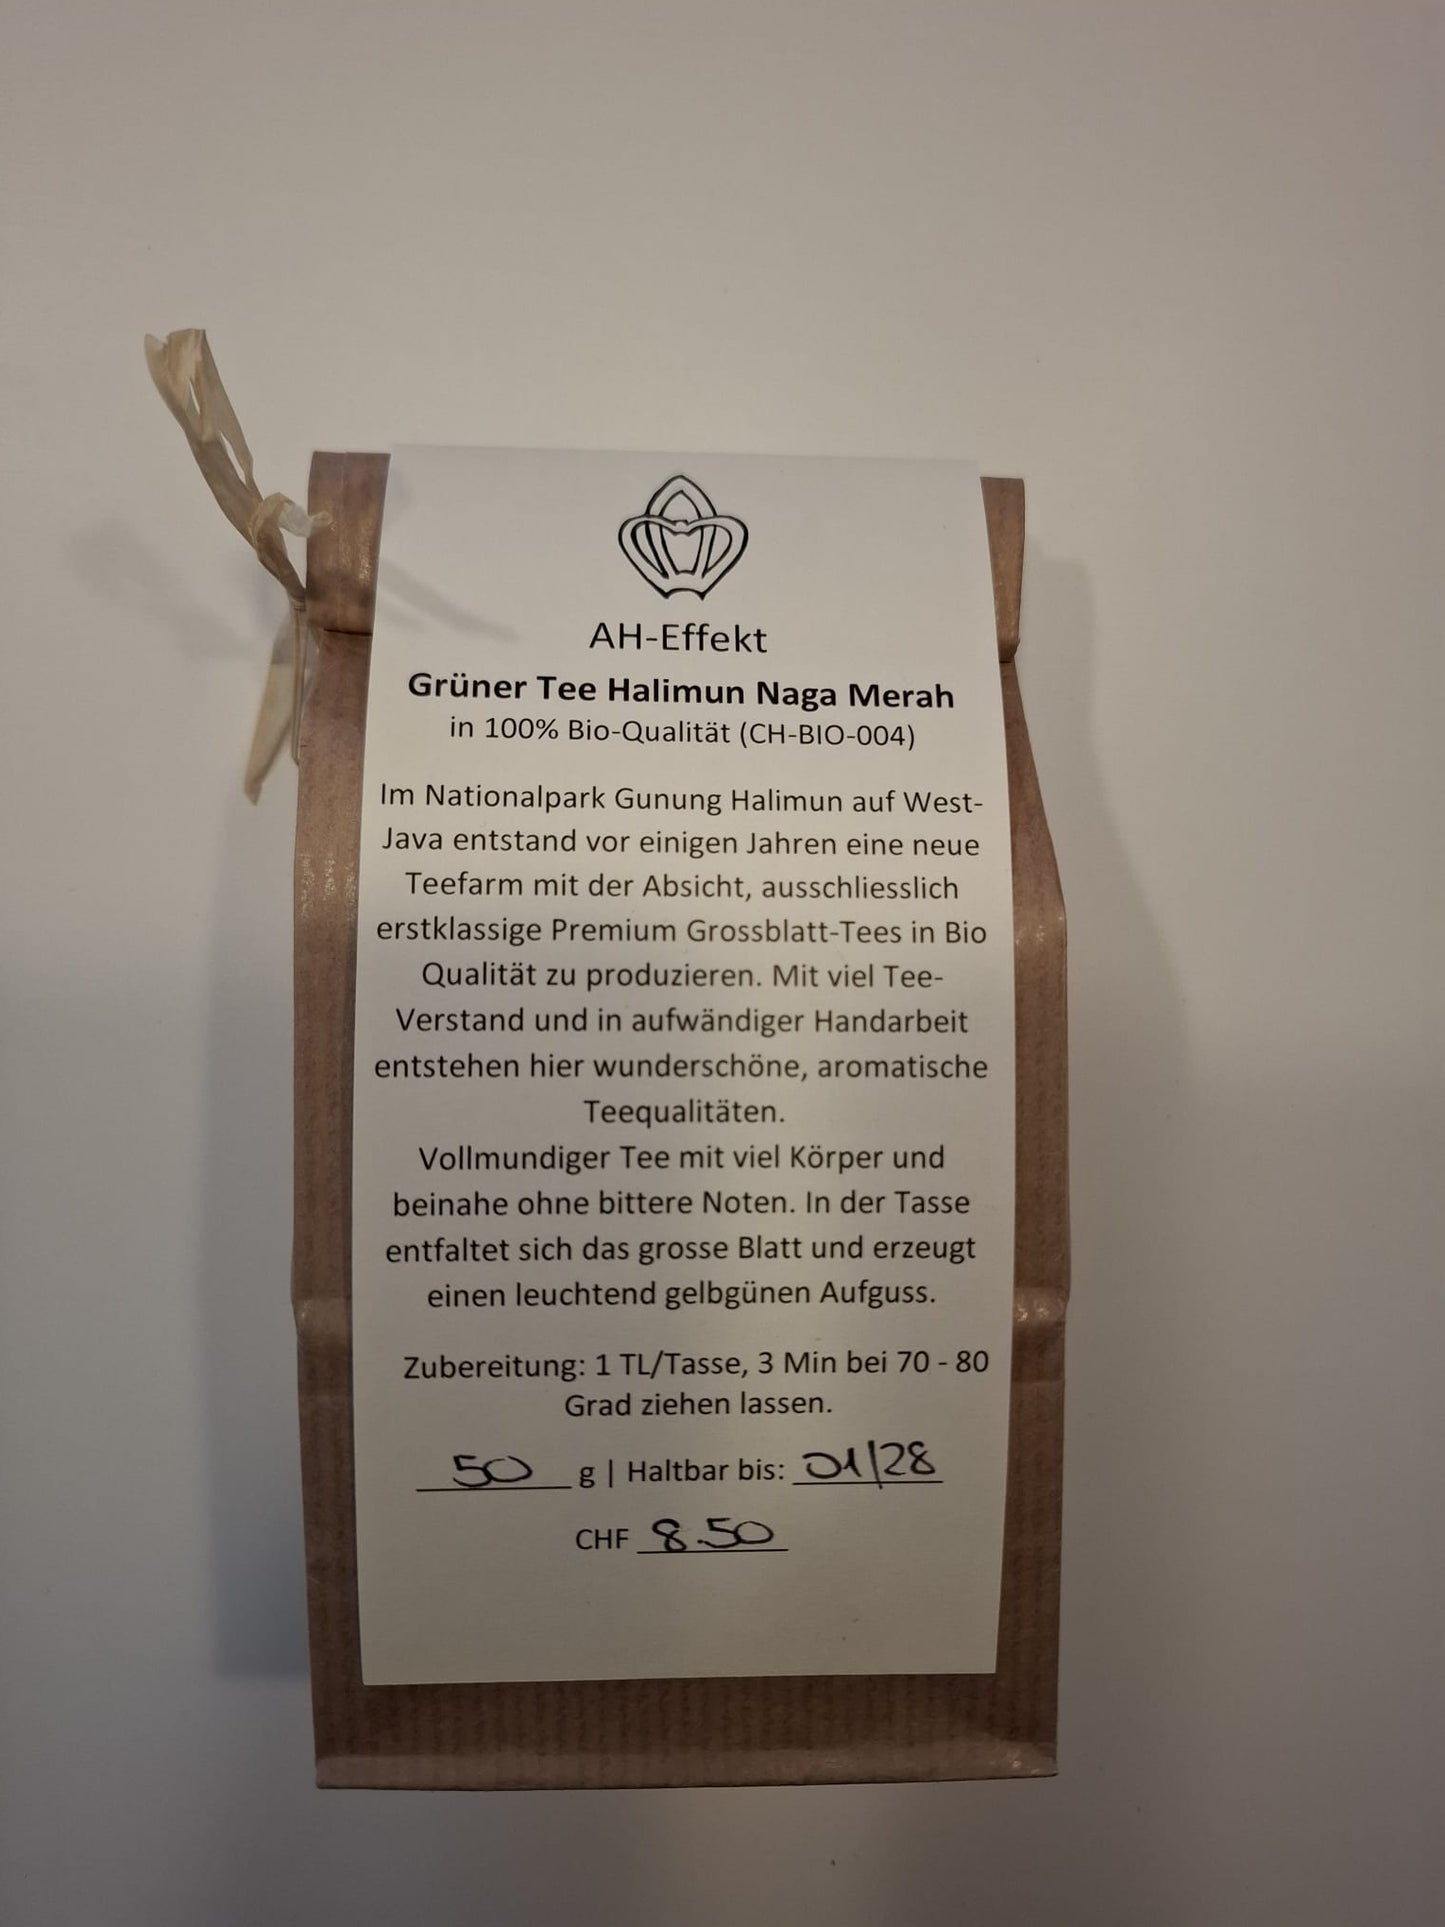 AH-Effekt
Grüner Tee Halimun Naga Merah
in 100% Bio-Qualität (CH-BIO-004)
Im Nationalpark Gunung Halimun auf West-
Java entstand vor einigen Jahren eine neue
Teefarm mit der Absicht, ausschliesslich
erstklassige Premium Grossblatt-Tees in Bio
Qualität zu produzieren. Mit viel Tee-
Verstand und in aufwändiger Handarbeit
entstehen hier wunderschöne, aromatische
Teequalitäten.
Vollmundiger Tee mit viel Körper und
beinahe ohne bittere Noten. In der Tasse
entfaltet sich das grosse Blatt und erzeugt
einen leuchtend gelbgünen Aufguss.
Zubereitung: 1 TL/Tasse, 3 Min bei 70 - 80
Grad ziehen lassen.
50 g | Haltbar bis: 01/28
CHF 8.50